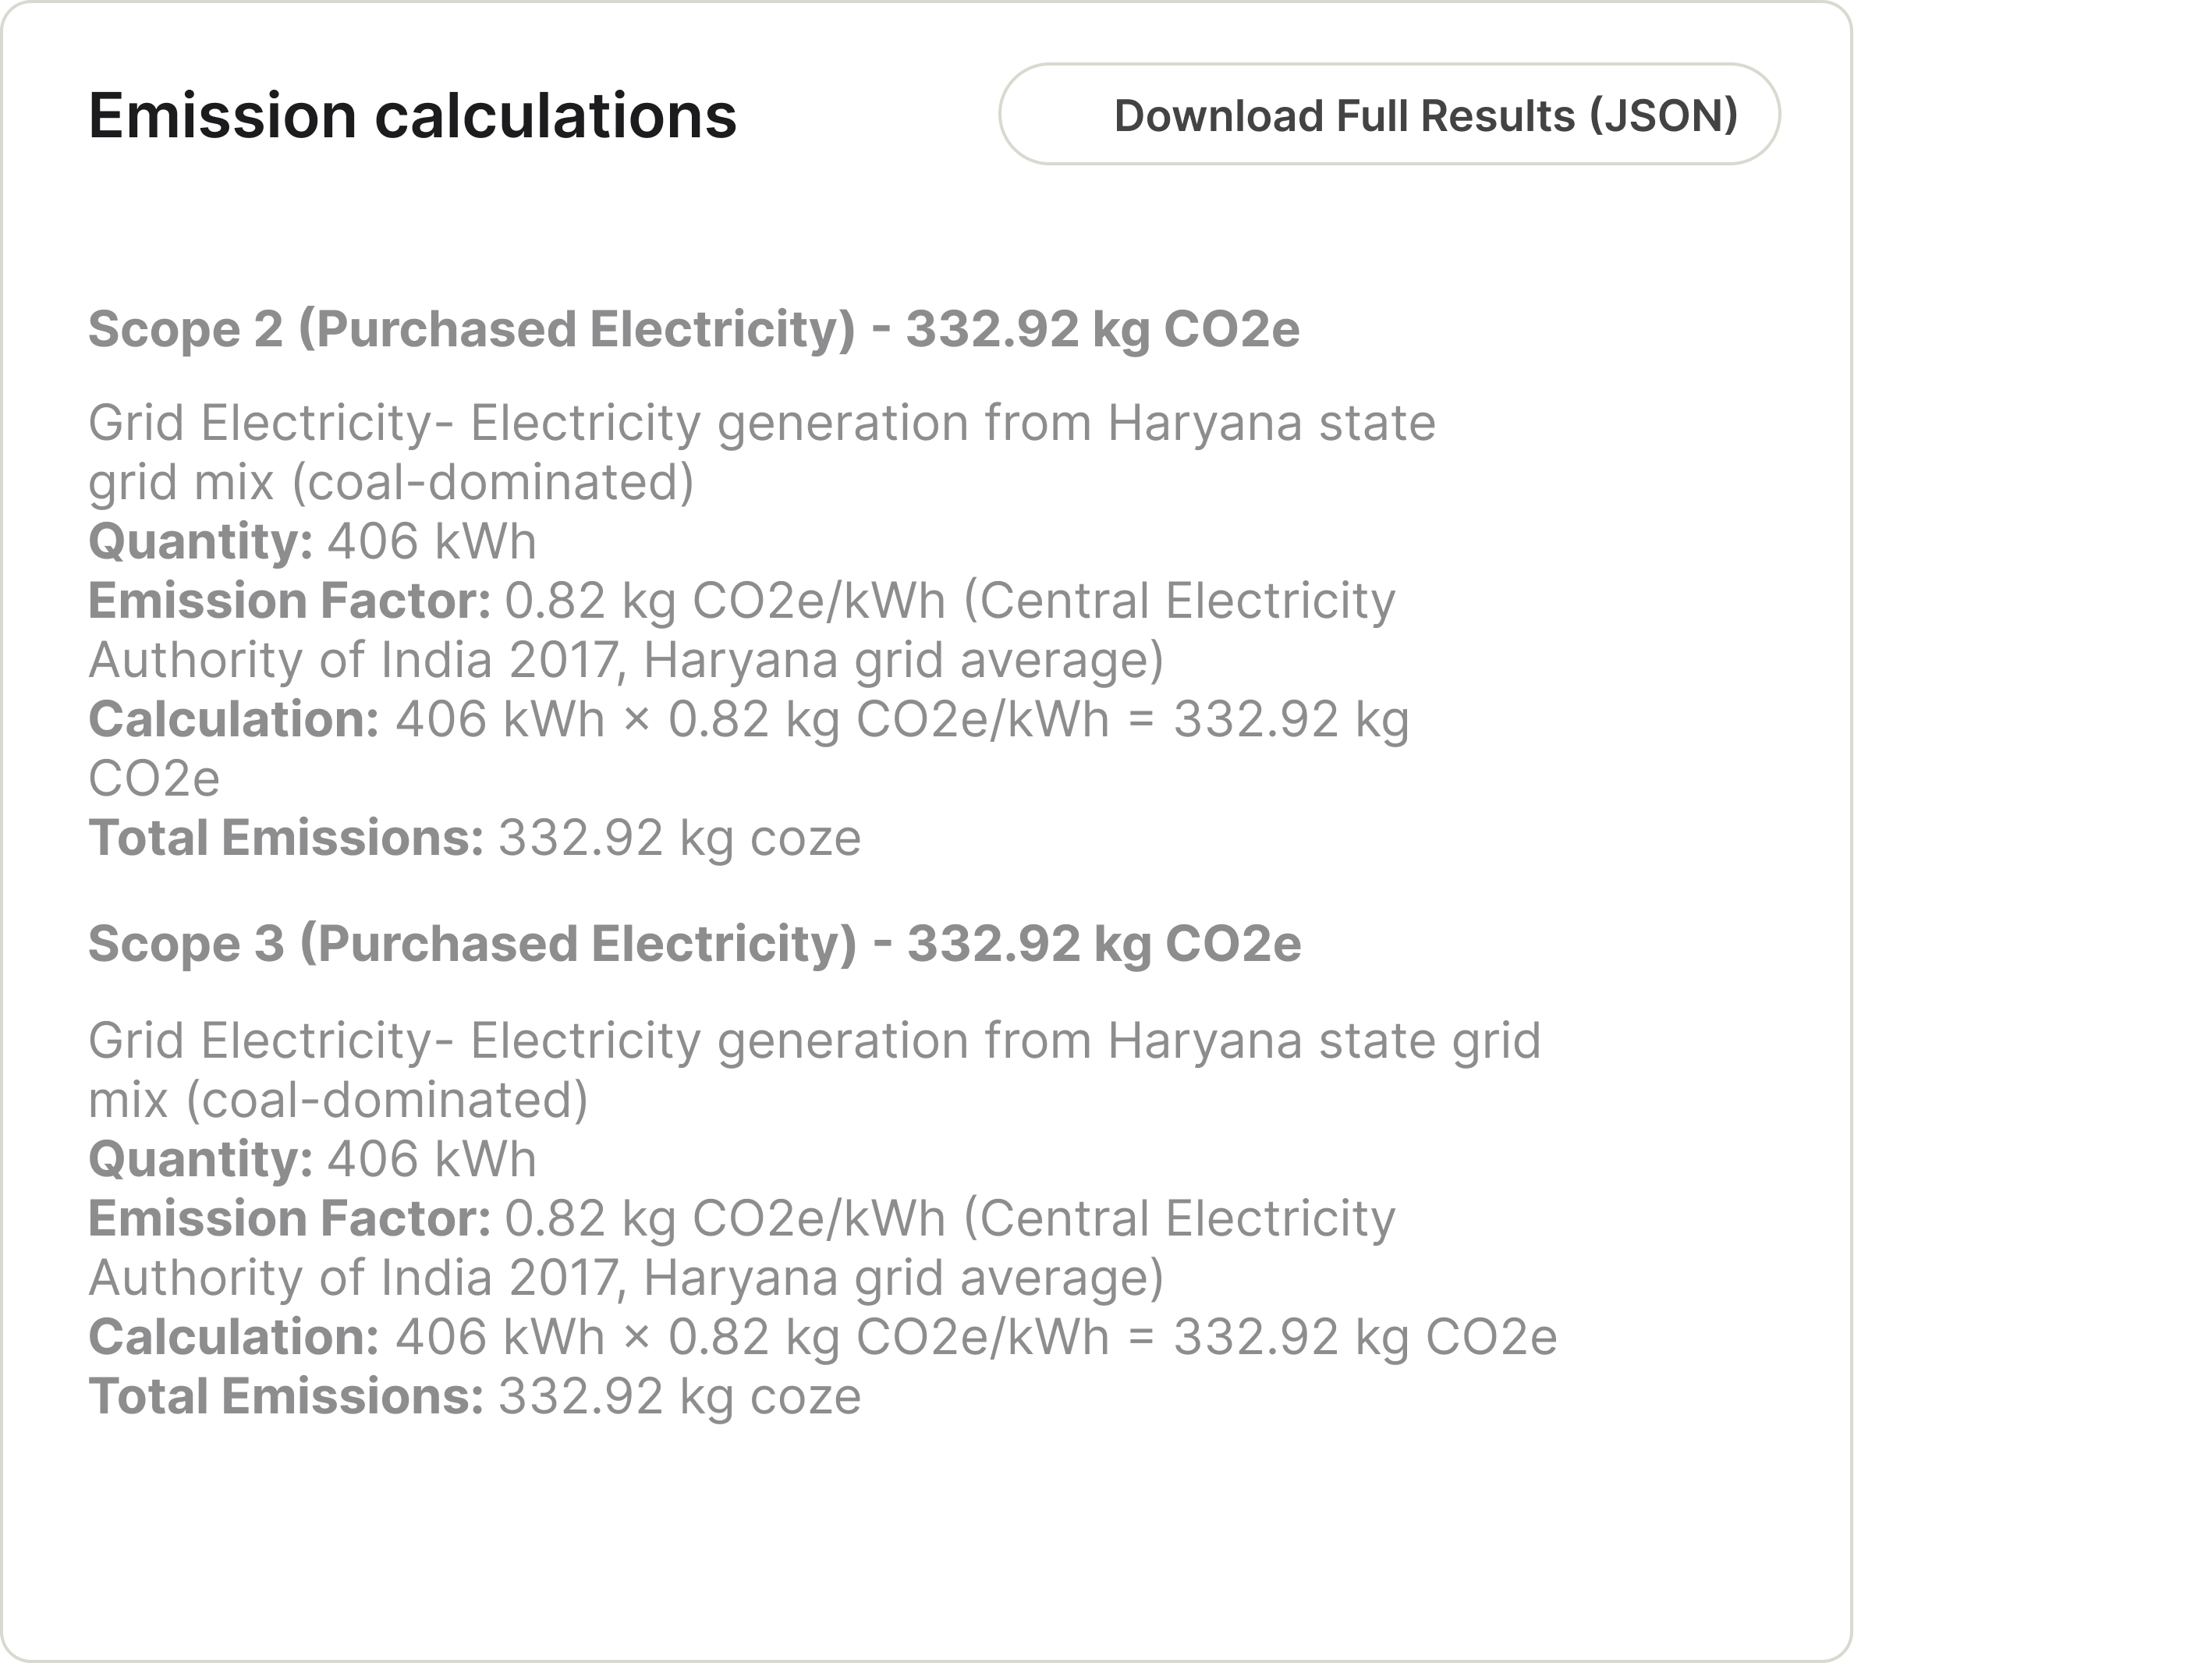 Emission calculations
Download Full Results (JSON)
Scope 2 (Purchased Electricity) - 332.92 kg CO2e
Grid Electricity- Electricity generation from Haryana state
grid mix (coal-dominated)
Quantity: 406 kWh
Emission Factor: 0.82 kg CO2e/kWh (Central Electricity
Authority of India 2017, Haryana grid average)
Calculation: 406 kWh × 0.82 kg CO2e/kWh = 332.92 kg
CO2e
Total Emissions: 332.92 kg coze
Scope 3 (Purchased Electricity) - 332.92 kg CO2e
Grid Electricity- Electricity generation from Haryana state grid
mix (coal-dominated)
Quantity: 406 kWh
Emission Factor: 0.82 kg CO2e/kWh (Central Electricity
Authority of India 2017, Haryana grid average)
Calculation: 406 kWh × 0.82 kg CO2e/kWh = 332.92 kg CO2e
Total Emissions: 332.92 kg coze